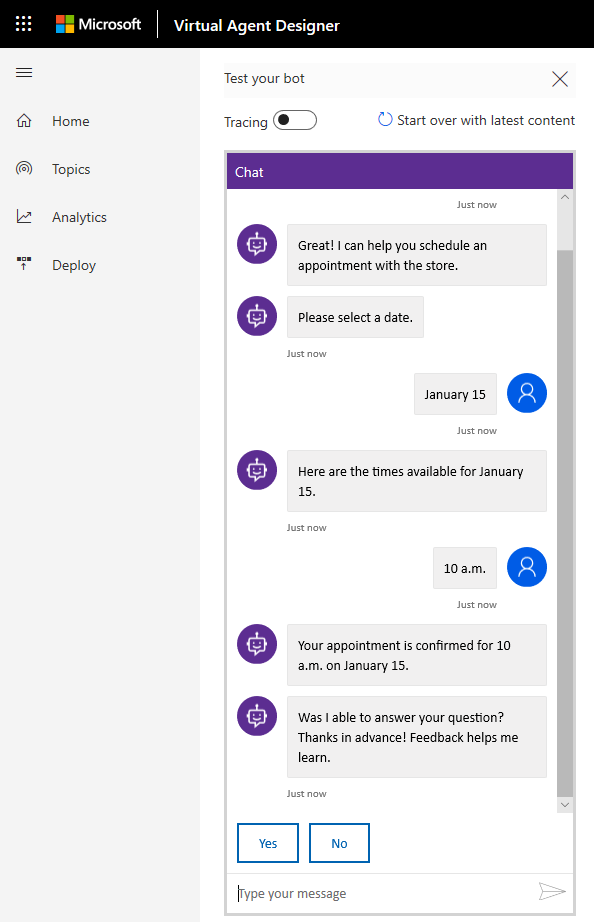 Microsoft
Virtual Agent Designer
Home
Topics
Analytics
Deploy
Test your bot
Tracing
Start over with latest content
Chat
Just now
Great! I can help you schedule an
appointment with the store.
Please select a date.
Just now
January 15
Just now
Here are the times available for January
15.
Just now
10 a.m.
Just now
Your appointment is confirmed for 10
a.m. on January 15.
Was I able to answer your question?
Thanks in advance! Feedback helps me
learn.
Just now
Yes
No
Type your message